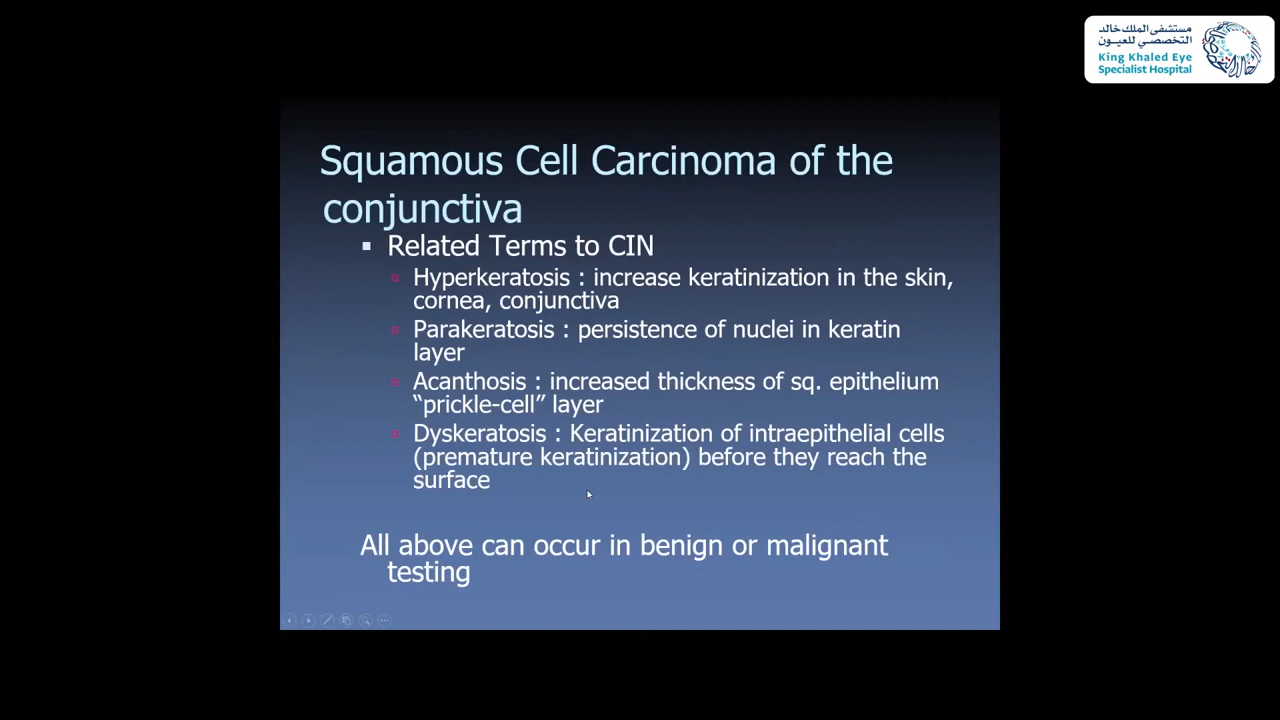 مستشفى الملك خالد
التخصصي للعيون
King Khaled Eye
Specialist Hospital
Squamous Cell Carcinoma of the
conjunctiva
Related Terms to CIN
Hyperkeratosis : increase keratinization in the skin,
cornea, conjunctiva
Parakeratosis : persistence of nuclei in keratin
layer
Acanthosis : increased thickness of sq. epithelium
“prickle-cell” layer
Dyskeratosis : Keratinization of intraepithelial cells
(premature keratinization) before they reach the
surface
All above can occur in benign or malignant
testing